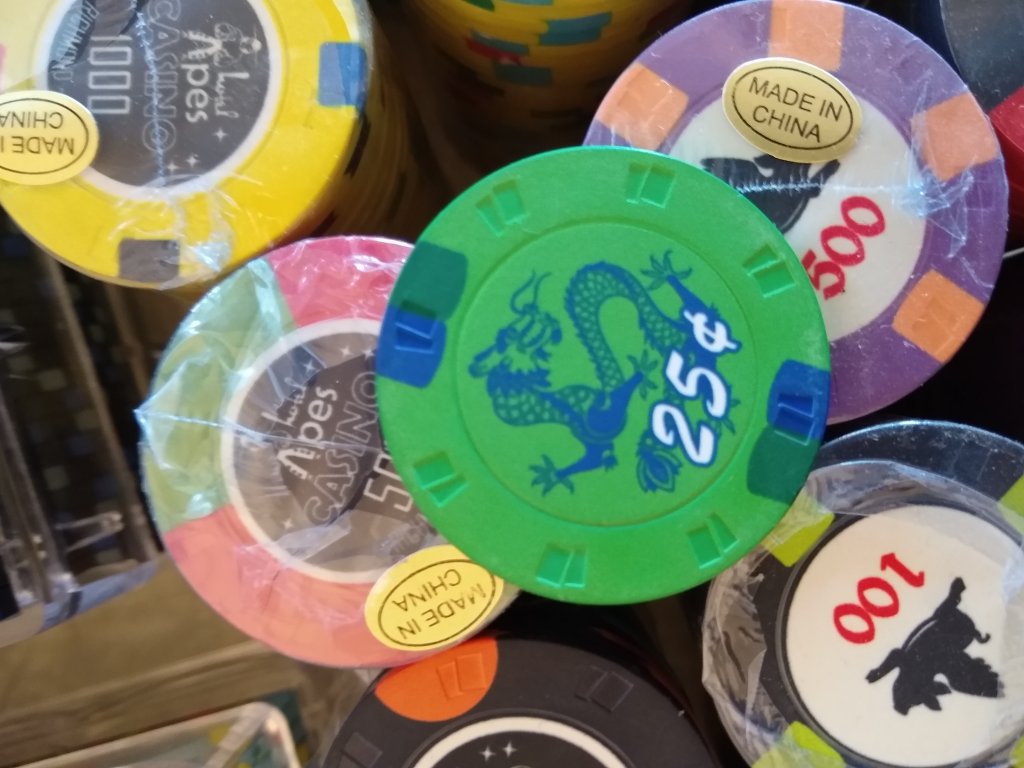 Apes
CASINO
1000
MADE IN
CHINA
MADE IN
CHINA
500
25¢
Apes
CASINO
MADE IN
CHINA
100